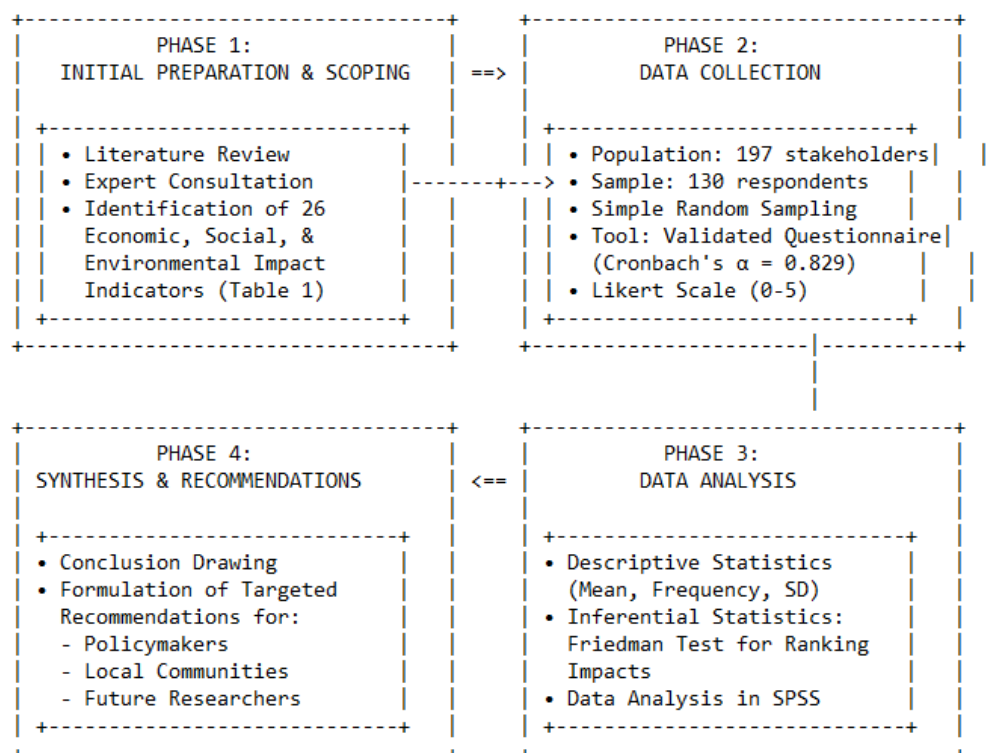 PHASE 1:
INITIAL PREPARATION & SCOPING
• Literature Review
• Expert Consultation
• Identification of 26
Economic, Social, &
Environmental Impact
Indicators (Table 1)
==>
PHASE 2:
DATA COLLECTION
• Population: 197 stakeholders
• Sample: 130 respondents
• Simple Random Sampling
• Tool: Validated Questionnaire
(Cronbach's α = 0.829)
• Likert Scale (0-5)
PHASE 3:
DATA ANALYSIS
• Descriptive Statistics
(Mean, Frequency, SD)
• Inferential Statistics:
Friedman Test for Ranking
Impacts
• Data Analysis in SPSS
<==
PHASE 4:
SYNTHESIS & RECOMMENDATIONS
• Conclusion Drawing
• Formulation of Targeted
Recommendations for:
- Policymakers
- Local Communities
- Future Researchers